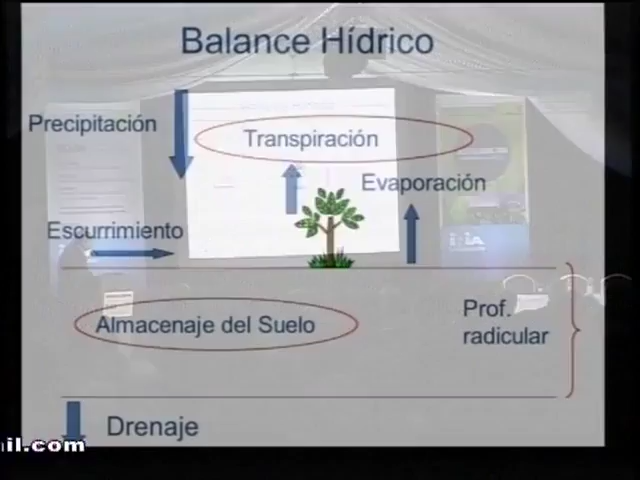 Balance Hídrico
Precipitación
Transpiración
Evaporación
Escurrimiento
Almacenaje del Suelo
Prof.
radicular
Drenaje
il.com